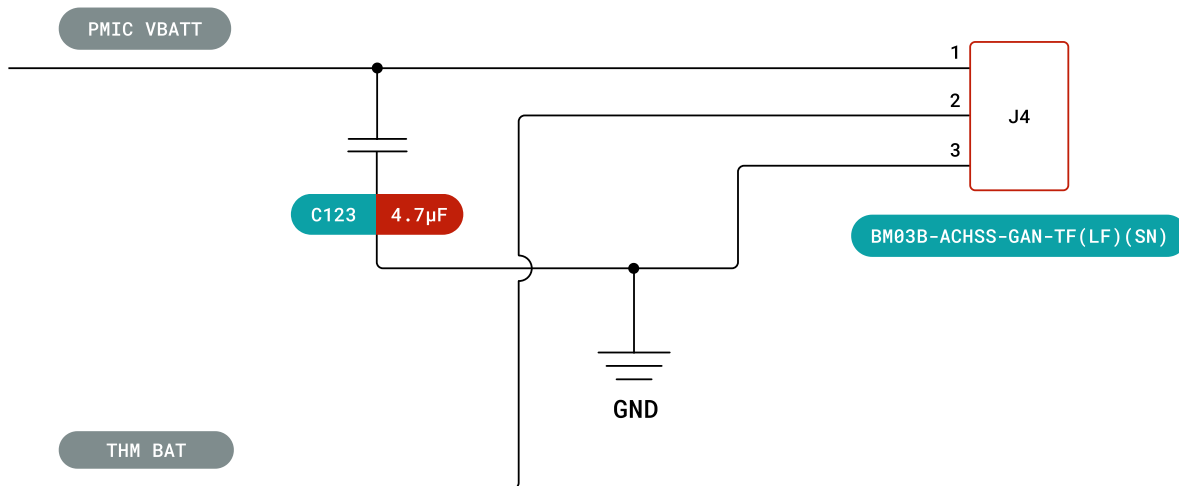 PMIC VBATT
1
2
J4
3
C123 4.7µF
BM03B-ACHSS-GAN-TF(LF)(SN)
GND
THM BAT